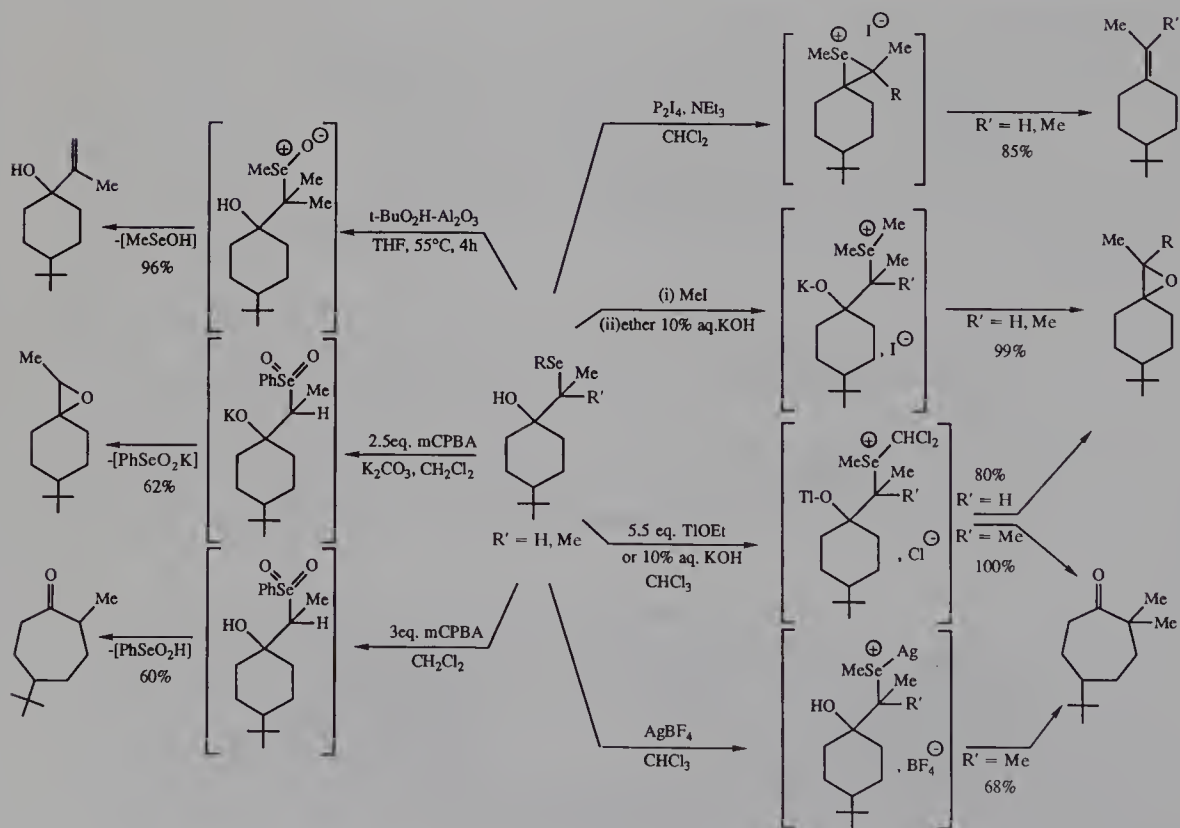 HO
Me
-[MeSeOH]
96%
⊕
O⊖
MeSe
Me
Me
HO
t-BuO₂H-Al₂O₃
THF, 55°C, 4h
Me
O
-[PhSeO₂K]
62%
O
O
PhSe
Me
H
KO
2.5eq. mCPBA
K₂CO₃, CH₂Cl₂
O
Me
-[PhSeO₂H]
60%
O
O
PhSe
Me
H
HO
3eq. mCPBA
CH₂Cl₂
RSe
Me
R'
HO
R' = H, Me
P₂I₄, NEt₃
CHCl₂
⊕
I⊖
MeSe
Me
R
R' = H, Me
85%
Me
R'
(i) MeI
(ii)ether 10% aq.KOH
⊕
Me
MeSe
Me
R'
K-O
, I⊖
R' = H, Me
99%
Me
R
O
5.5 eq. TlOEt
or 10% aq. KOH
CHCl₃
⊕
CHCl₂
MeSe
Me
R'
Tl-O
, Cl⊖
80%
R' = H
R' = Me
100%
O
Me
Me
AgBF₄
CHCl₃
⊕
Ag
MeSe
Me
R'
HO
, BF₄⊖
R' = Me
68%